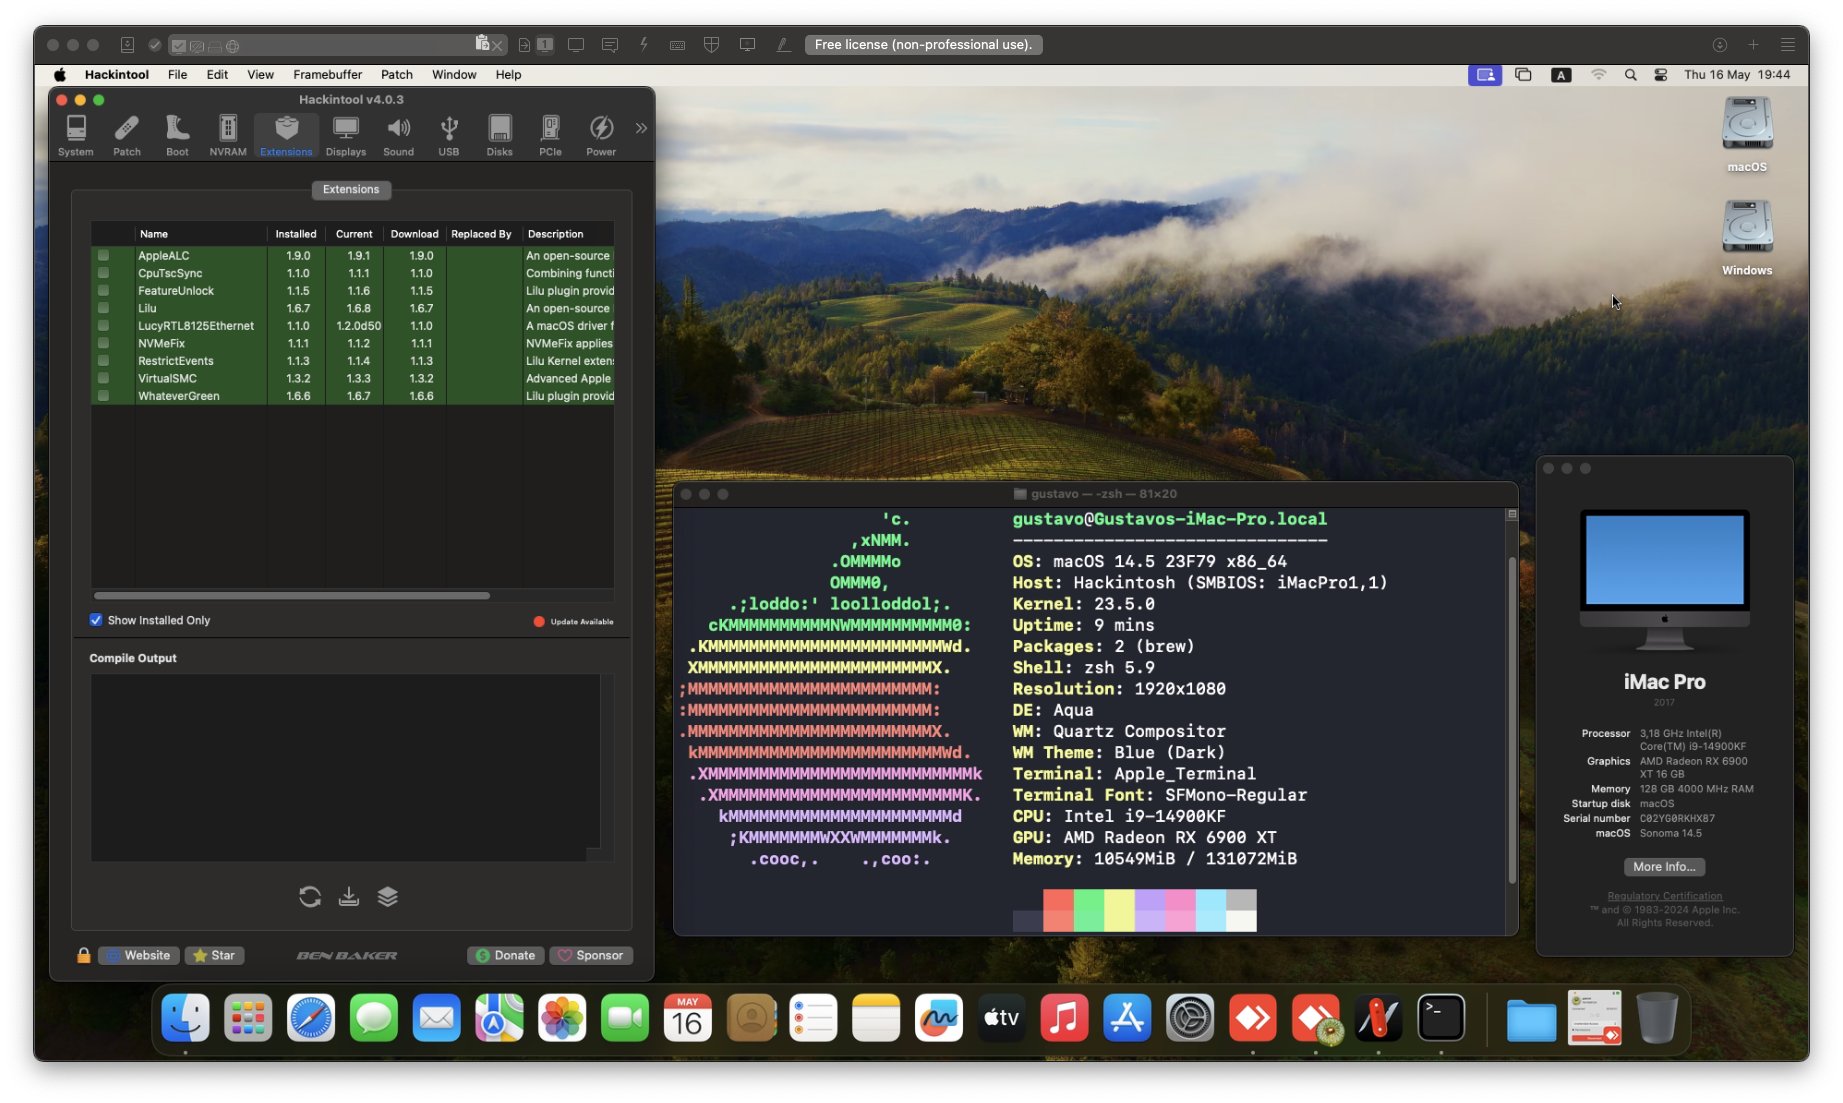 1
Free license (non-professional use).
Hackintool File Edit View Framebuffer Patch Window Help
A Thu 16 May 19:44
Hackintool v4.0.3
System Patch Boot NVRAM Extensions Displays Sound USB Disks PCIe Power
macOS
Windows
Extensions
Name Installed Current Download Replaced By Description
AppleALC 1.9.0 1.9.1 1.9.0 An open-source
CpuTscSync 1.1.0 1.1.1 1.1.0 Combining functi
FeatureUnlock 1.1.5 1.1.6 1.1.5 Lilu plugin provid
Lilu 1.6.7 1.6.8 1.6.7 An open-source
LucyRTL8125Ethernet 1.1.0 1.2.0d50 1.1.0 A macOS driver f
NVMeFix 1.1.1 1.1.2 1.1.1 NVMeFix applies
RestrictEvents 1.1.3 1.1.4 1.1.3 Lilu Kernel exten
VirtualSMC 1.3.2 1.3.3 1.3.2 Advanced Apple
WhateverGreen 1.6.6 1.6.7 1.6.6 Lilu plugin provid
Show Installed Only Update Available
Compile Output
Website Star BEN BAKER Donate Sponsor
gustavo — -zsh — 81×20
'c. gustavo@Gustavos-iMac-Pro.local
,xNMM. -------------------------------
.OMMMMo OS: macOS 14.5 23F79 x86_64
OMMM0, Host: Hackintosh (SMBIOS: iMacPro1,1)
.;loddo:' loolloddol;. Kernel: 23.5.0
cKMMMMMMMMMMNWMMMMMMMMMM0: Uptime: 9 mins
.KMMMMMMMMMMMMMMMMMMMMMMMWd. Packages: 2 (brew)
XMMMMMMMMMMMMMMMMMMMMMMMX. Shell: zsh 5.9
;MMMMMMMMMMMMMMMMMMMMMMMM: Resolution: 1920x1080
:MMMMMMMMMMMMMMMMMMMMMMMM: DE: Aqua
.MMMMMMMMMMMMMMMMMMMMMMMMX. WM: Quartz Compositor
kMMMMMMMMMMMMMMMMMMMMMMMMWd. WM Theme: Blue (Dark)
.XMMMMMMMMMMMMMMMMMMMMMMMMMMk Terminal: Apple_Terminal
.XMMMMMMMMMMMMMMMMMMMMMMMMK. Terminal Font: SFMono-Regular
kMMMMMMMMMMMMMMMMMMMMMMd CPU: Intel i9-14900KF
;KMMMMMMMWXXWMMMMMMMk. GPU: AMD Radeon RX 6900 XT
.cooc,. .,coo:. Memory: 10549MiB / 131072MiB
iMac Pro
2017
Processor 3,18 GHz Intel(R)
Core(TM) i9-14900KF
Graphics AMD Radeon RX 6900
XT 16 GB
Memory 128 GB 4000 MHz RAM
Startup disk macOS
Serial number C02YG0RKHX87
macOS Sonoma 14.5
More Info...
Regulatory Certification
™ and © 1983-2024 Apple Inc.
All Rights Reserved.
MAY
16
tv
>_